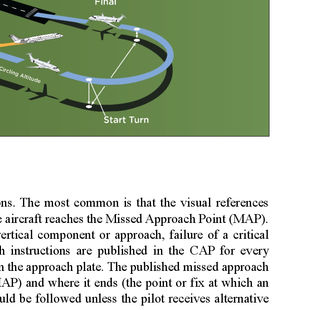 Final
Circling Altitude
Start Turn
ns. The most common is that the visual references
e aircraft reaches the Missed Approach Point (MAP).
ertical component or approach, failure of a critical
h instructions are published in the CAP for every
n the approach plate. The published missed approach
AP) and where it ends (the point or fix at which an
uld be followed unless the pilot receives alternative